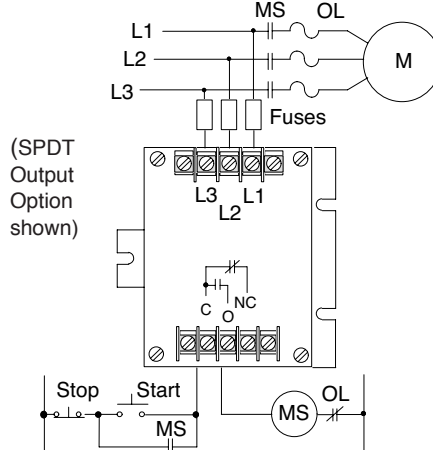 MS OL
L1
L2
M
L3
Fuses
(SPDT
Output
Option
shown)
L3 L2 L1
C O NC
Stop Start
MS
MS
OL